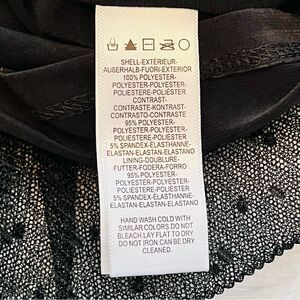 SHELL-EXTÉRIEUR-
AUßERHALB-FUORI-EXTERIOR
100% POLYESTER-
POLYESTER-POLYESTER-
POLIESTERE-POLIÉSTER
CONTRAST-
CONTRASTE-KONTRAST-
CONTRASTO-CONTRASTE
95% POLYESTER-
POLYESTER-POLYESTER-
POLIESTERE-POLIÉSTER
5% SPANDEX-ÉLASTHANNE-
ELASTAN-ELASTAN-ELASTANO
LINING-DOUBLURE-
FUTTER-FODERA-FORRO
95% POLYESTER-
POLYESTER-POLYESTER-
POLIESTERE-POLIÉSTER
5% SPANDEX-ÉLASTHANNE-
ELASTAN-ELASTAN-ELASTANO
HAND WASH COLD WITH
SIMILAR COLORS.DO NOT
BLEACH.LAY FLAT TO DRY.
DO NOT IRON.CAN BE DRY
CLEANED